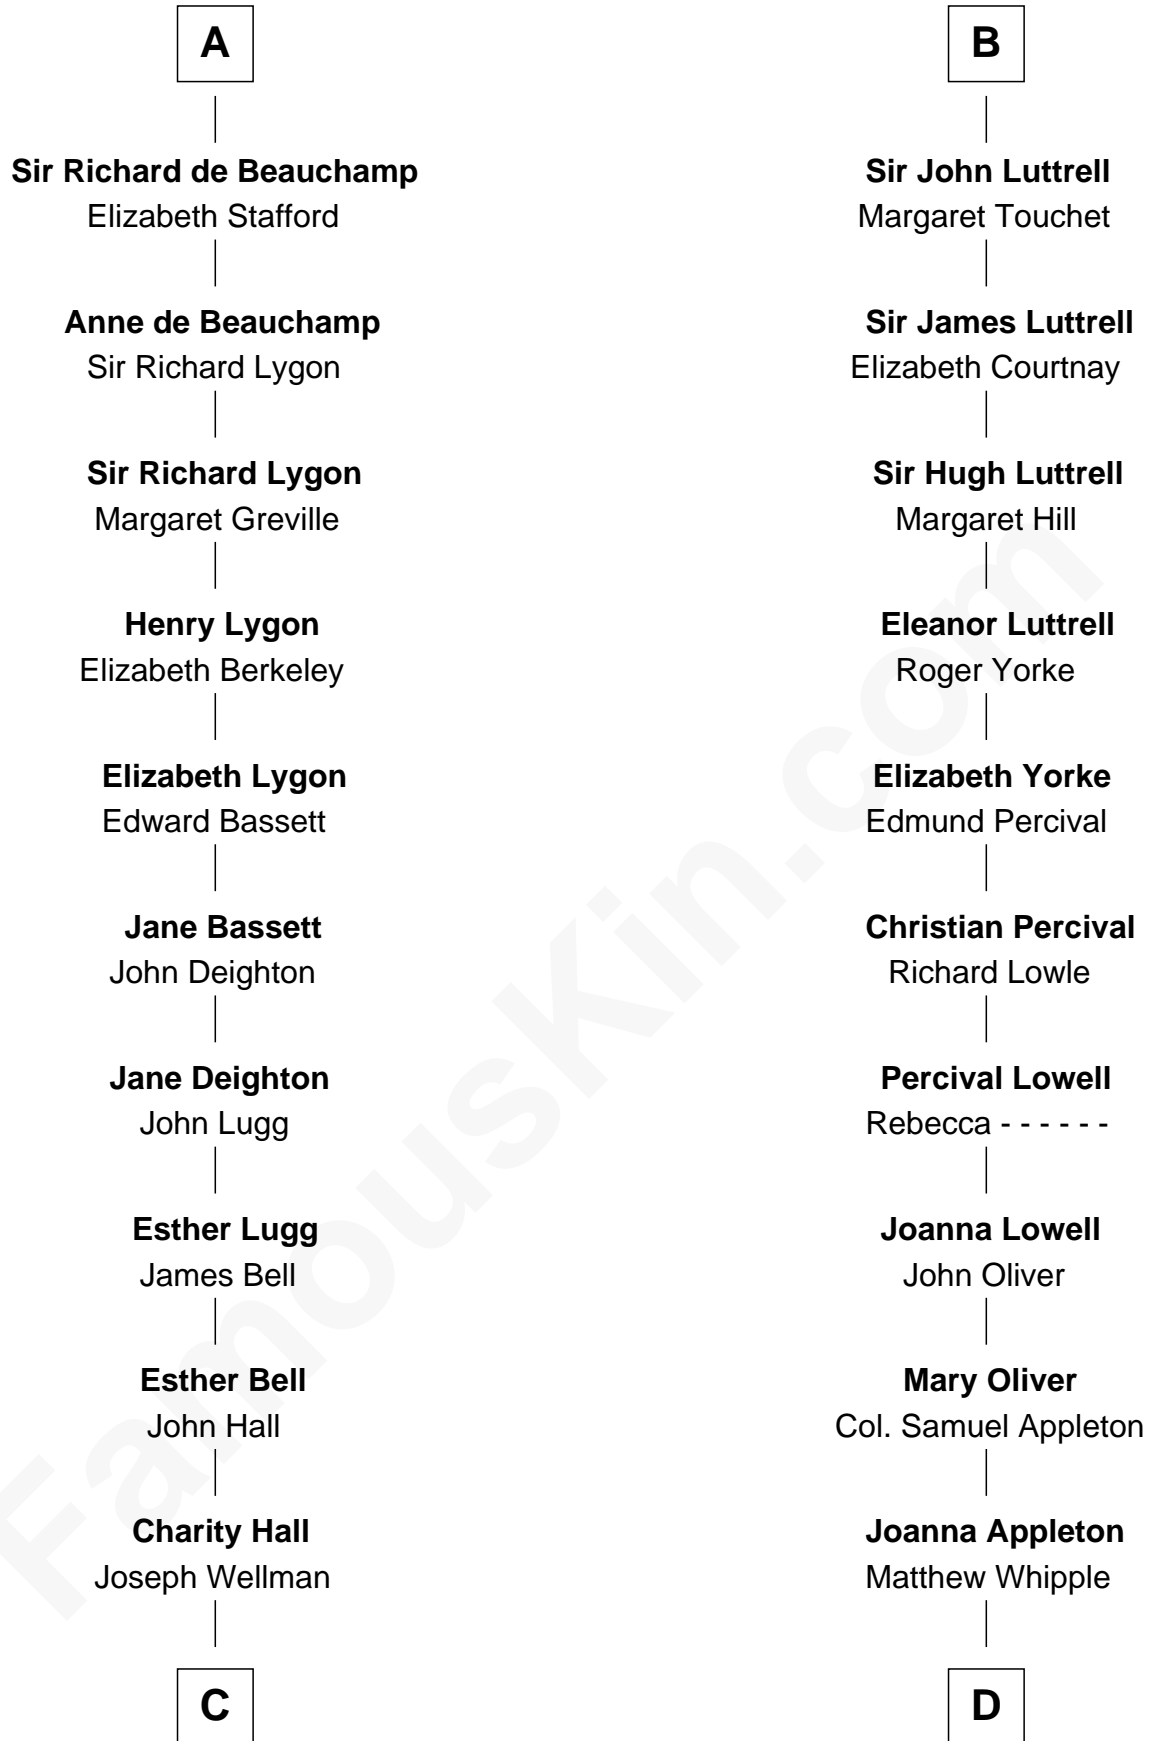 A
Sir Richard de Beauchamp
Elizabeth Stafford
Anne de Beauchamp
Sir Richard Lygon
Sir Richard Lygon
Margaret Greville
Henry Lygon
Elizabeth Berkeley
Elizabeth Lygon
Edward Bassett
Jane Bassett
John Deighton
Jane Deighton
John Lugg
Esther Lugg
James Bell
Esther Bell
John Hall
Charity Hall
Joseph Wellman
C
B
Sir John Luttrell
Margaret Touchet
Sir James Luttrell
Elizabeth Courtnay
Sir Hugh Luttrell
Margaret Hill
Eleanor Luttrell
Roger Yorke
Elizabeth Yorke
Edmund Percival
Christian Percival
Richard Lowle
Percival Lowell
Rebecca - - - - - -
Joanna Lowell
John Oliver
Mary Oliver
Col. Samuel Appleton
Joanna Appleton
Matthew Whipple
D
FamousKin.com